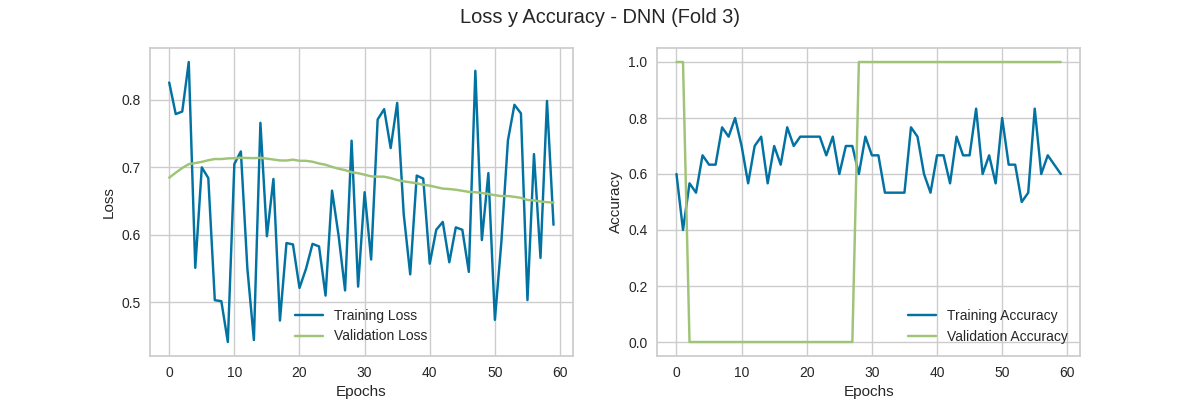 Loss y Accuracy - DNN (Fold 3)
Loss
0.8
0.7
0.6
0.5
Training Loss
Validation Loss
0 10 20 30 40 50 60
Epochs
Accuracy
1.0
0.8
0.6
0.4
0.2
0.0
Training Accuracy
Validation Accuracy
0 10 20 30 40 50 60
Epochs